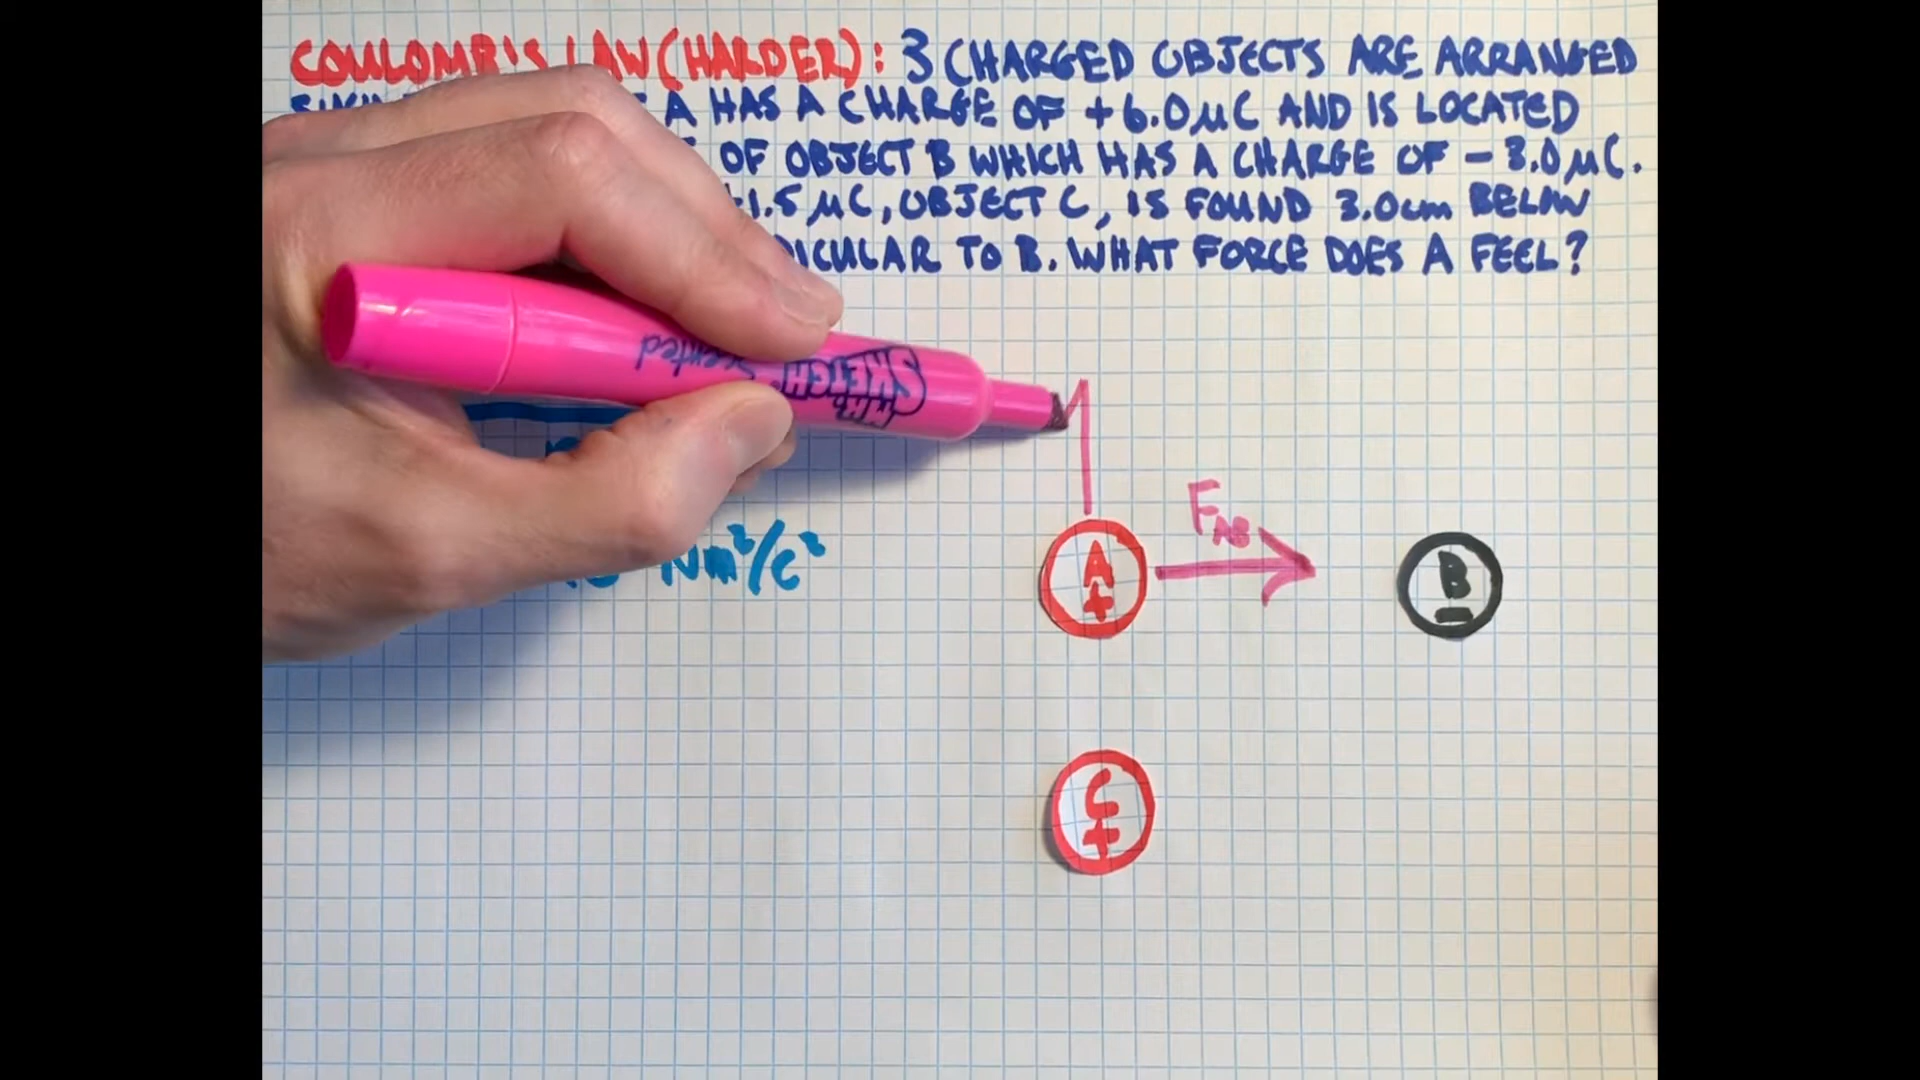 COULOMB'S LAW (HARDER): 3 CHARGED OBJECTS ARE ARRANGED
A HAS A CHARGE OF +6.0 μC AND IS LOCATED
OF OBJECT B WHICH HAS A CHARGE OF -3.0 μC.
1.5 μC, OBJECT C, IS FOUND 3.0cm BELOW
TO B. WHAT FORCE DOES A FEEL?
MR. SKETCH
scented
Nm²/C²
F_AB
A
+
B
-
C
+